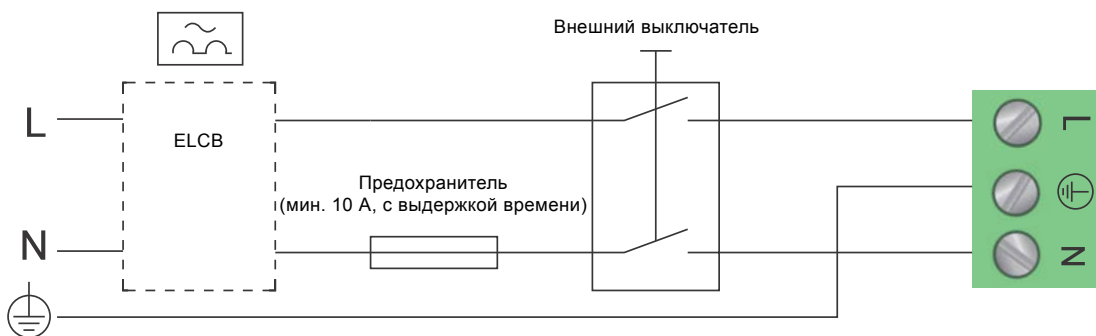 Внешний выключатель
L
ELCB
L
Предохранитель
(мин. 10 А, с выдержкой времени)
N
N